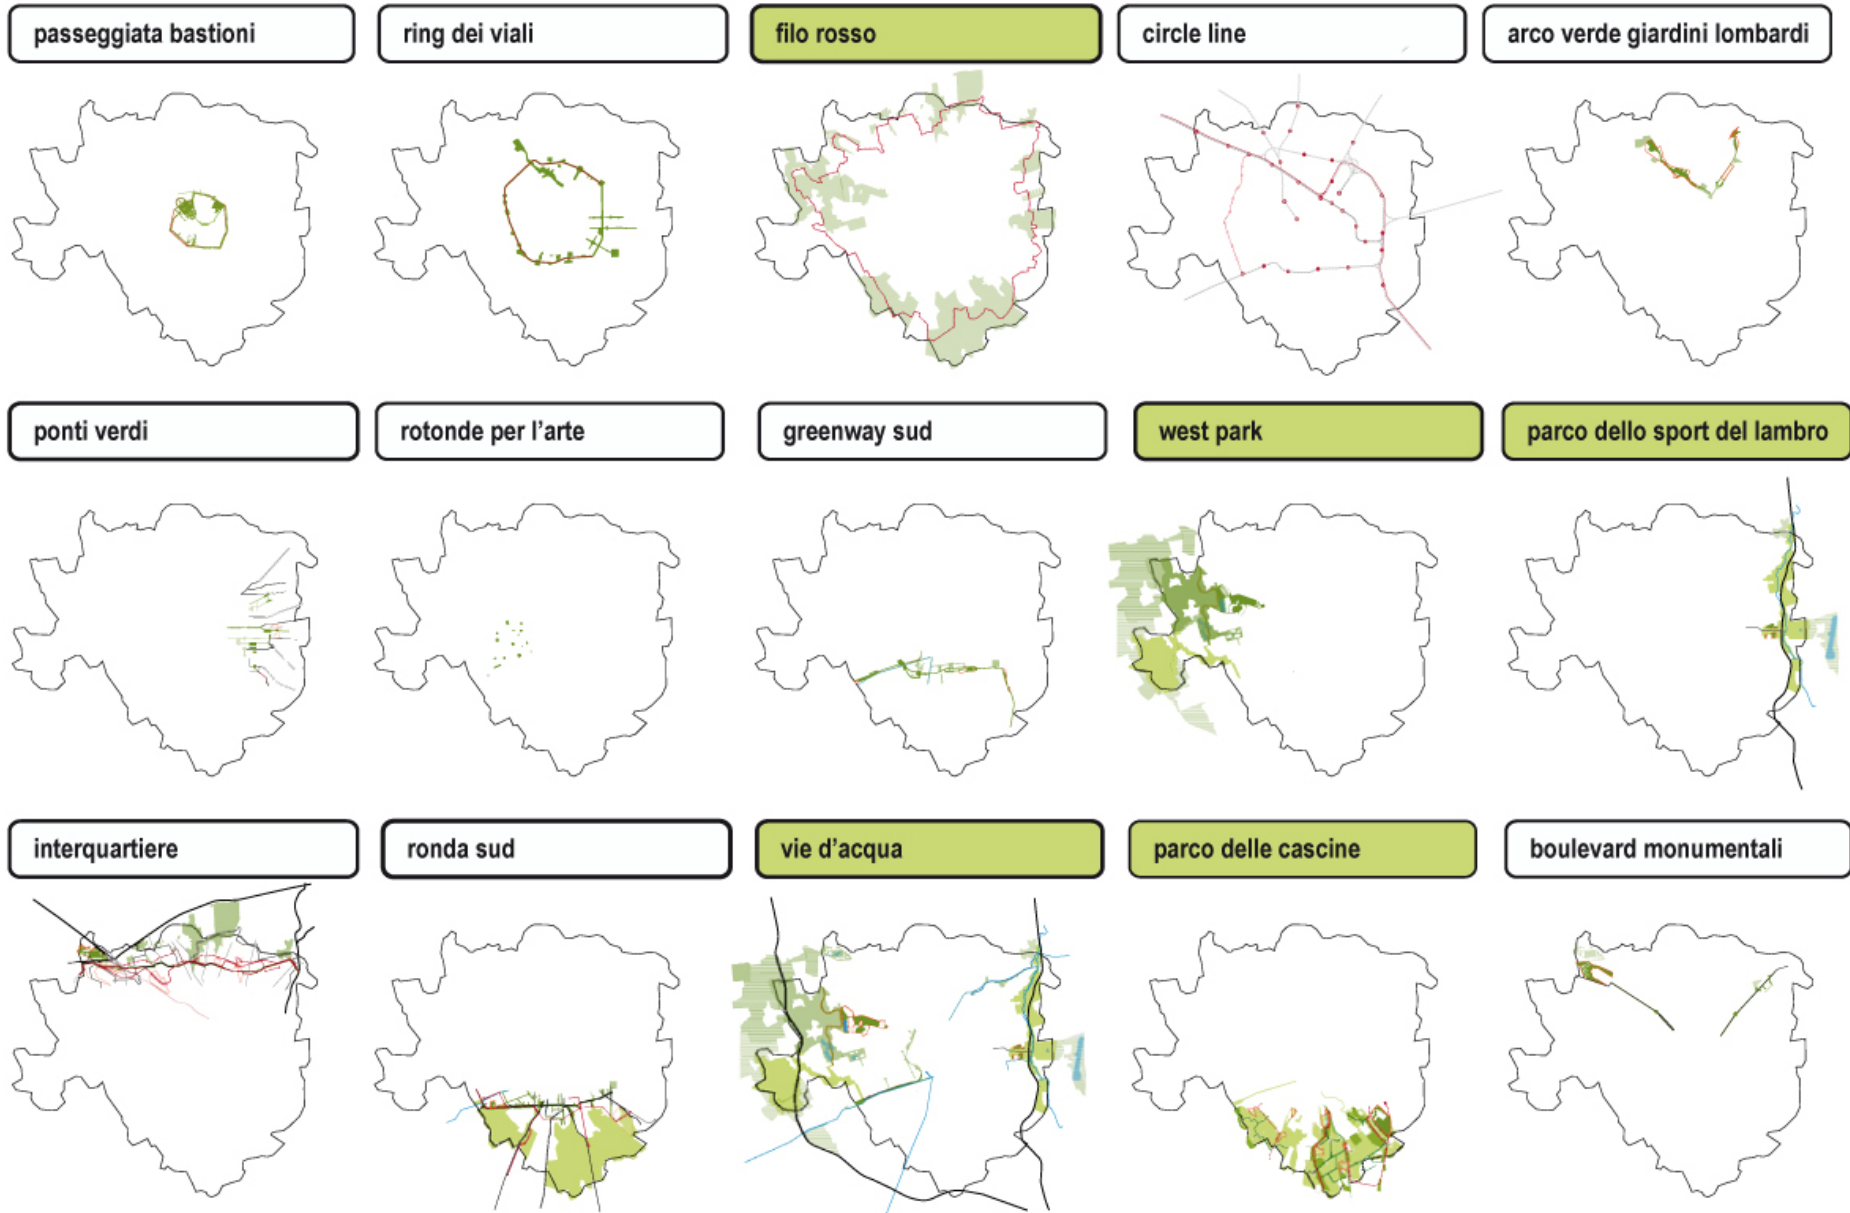 passeggiata bastioni
ring dei viali
filo rosso
circle line
arco verde giardini lombardi
ponti verdi
rotonde per l'arte
greenway sud
west park
parco dello sport del lambro
interquartiere
ronda sud
vie d'acqua
parco delle cascine
boulevard monumentali